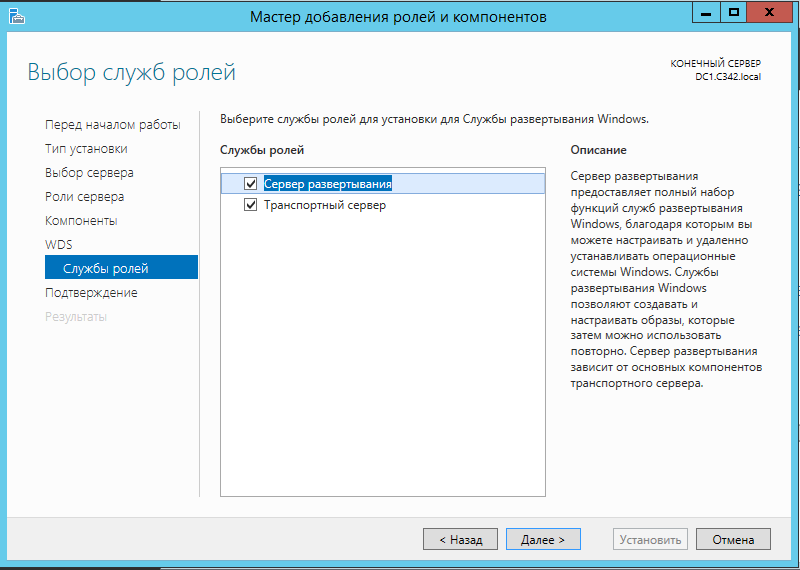 Мастер добавления ролей и компонентов
Выбор служб ролей
КОНЕЧНЫЙ СЕРВЕР
DC1.C342.local
Перед началом работы
Тип установки
Выбор сервера
Роли сервера
Компоненты
WDS
Службы ролей
Подтверждение
Результаты
Выберите службы ролей для установки для Службы развертывания Windows.
Службы ролей
Сервер развертывания
Транспортный сервер
Описание
Сервер развертывания
предоставляет полный набор
функций служб развертывания
Windows, благодаря которым вы
можете настраивать и удаленно
устанавливать операционные
системы Windows. Службы
развертывания Windows
позволяют создавать и
настраивать образы, которые
затем можно использовать
повторно. Сервер развертывания
зависит от основных компонентов
транспортного сервера.
< Назад
Далее >
Установить
Отмена